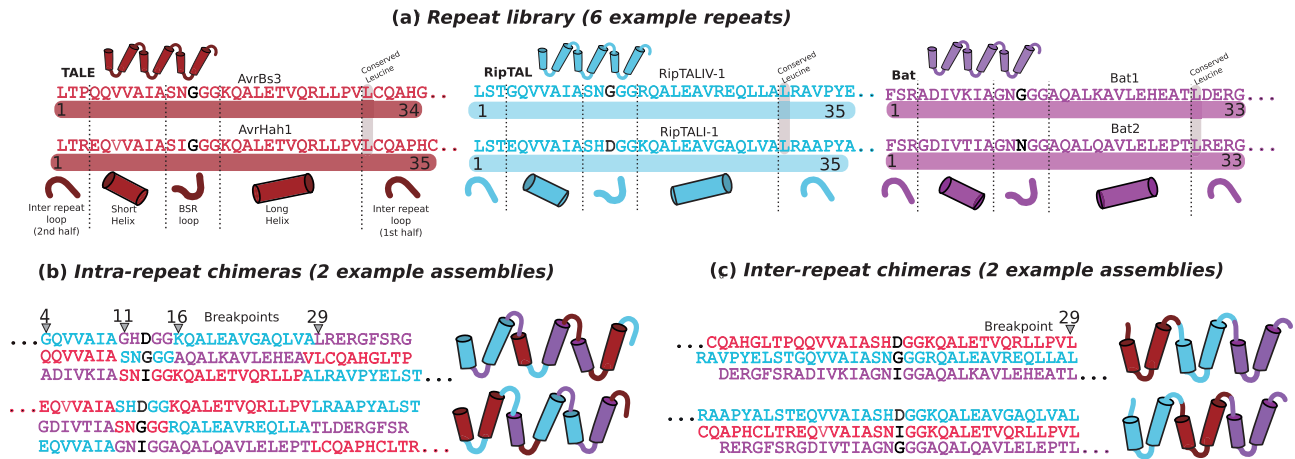 (a) Repeat library (6 example repeats)
TALE
AvrBs3
Conserved
Leucine
LTPQQVVAIASNGGGKQALETVQRLLPVLCQAHG...
1
34
AvrHah1
LTREQVVAIASIGGGKQALETVQRLLPVLCQAPHC..
1
35
Inter repeat
loop
(2nd half)
Short
Helix
BSR
loop
Long
Helix
Inter repeat
loop
(1st half)
RipTAL
RipTALIV-1
Conserved
Leucine
LSTGQVVAIASNGGGRQALEAVREQLLALRAVPYE...
1
35
RipTALI-1
LSTEQVVAIASHDGGKQALEAVGAQLVALRAAPYA..
1
35
Bat
Bat1
Conserved
Leucine
FSRADIVKIAGNGGGAQALKAVLEHEATLDERG...
1
33
Bat2
FSRGDIVTIAGNNGGAQALQAVLELEPTLRERG...
1
33
(b) Intra-repeat chimeras (2 example assemblies)
4
11
16
Breakpoints
29
...GQVVAIAGHDGGKQALEAVGAQLVALRERGFSRG
QQVVAIASNGGGAQALKAVLEHEAVLCQAHGLTP
ADIVKIASNIGGKQALETVQRLLPALRAVPYELST...
...EQVVAIASHDGGKQALETVQRLLPVLRAAPYALST
GDIVTIASNGGGRQALEAVREQLLATLDERGFSR
EQVVAIAGNIGGAQALQAVLELEPTLCQAPHCLTR...
(c) Inter-repeat chimeras (2 example assemblies)
Breakpoint
29
...CQAHGLTPQQVVAIASHDGGKQALETVQRLLPVL
RAVPYELSTGQVVAIASNGGGRQALEAVREQLLAL
DERGFSRADIVKIAGNIGGAQALKAVLEHEATL...
...RAAPYALSTEQVVAIASHDGGKQALEAVGAQLVAL
CQAPHCLTREQVVAIASNIGGKQALETVQRLLPVL
RERGFSRGDIVTIAGNGGGAQALQAVLELEPTL...